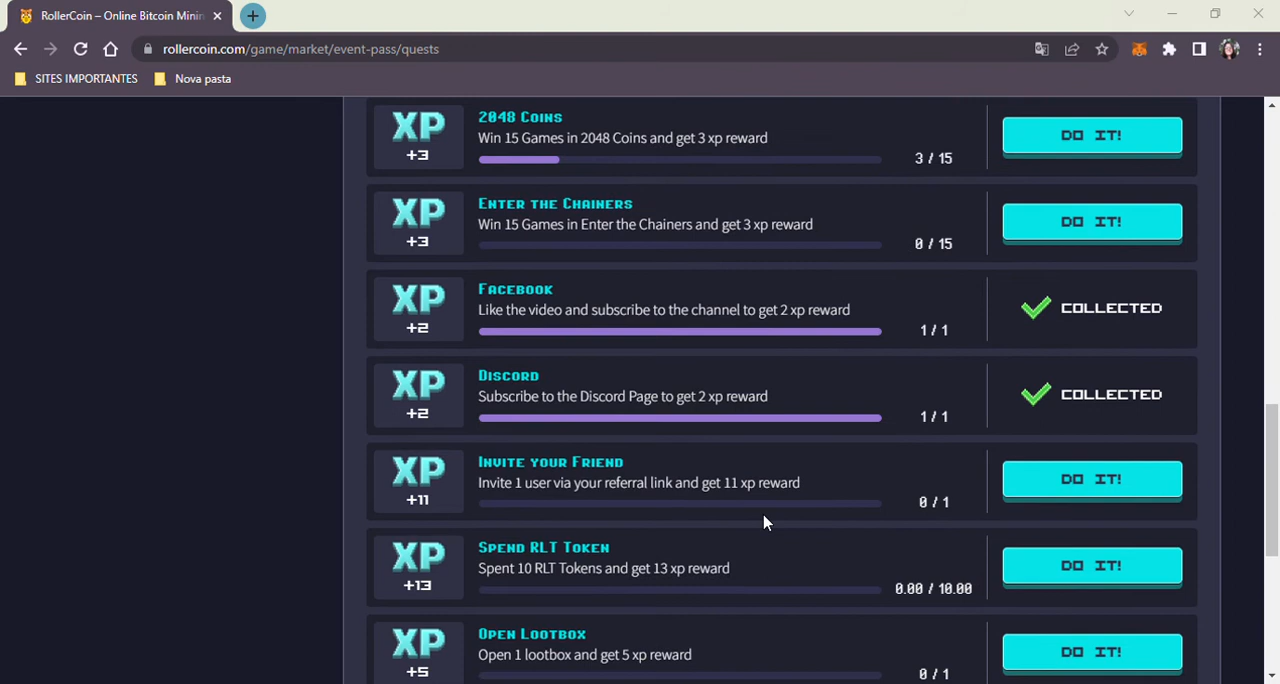 RollerCoin – Online Bitcoin Minin
rollercoin.com/game/market/event-pass/quests
SITES IMPORTANTES
Nova pasta
XP
+3
2048 Coins
Win 15 Games in 2048 Coins and get 3 xp reward
3 / 15
DO IT!
XP
+3
Enter the Chainers
Win 15 Games in Enter the Chainers and get 3 xp reward
0 / 15
DO IT!
XP
+2
Facebook
Like the video and subscribe to the channel to get 2 xp reward
1 / 1
COLLECTED
XP
+2
Discord
Subscribe to the Discord Page to get 2 xp reward
1 / 1
COLLECTED
XP
+11
Invite your Friend
Invite 1 user via your referral link and get 11 xp reward
0 / 1
DO IT!
XP
+13
Spend RLT Token
Spent 10 RLT Tokens and get 13 xp reward
0.00 / 10.00
DO IT!
XP
+5
Open Lootbox
Open 1 lootbox and get 5 xp reward
0 / 1
DO IT!